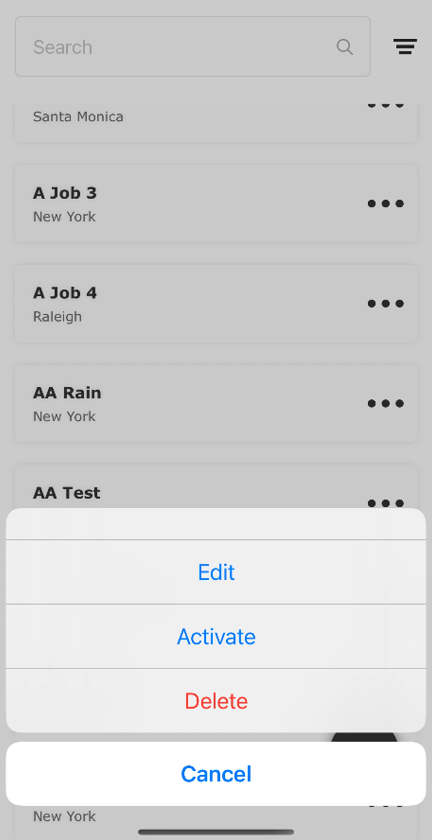 Search
Santa Monica
A Job 3
New York
A Job 4
Raleigh
AA Rain
New York
AA Test
Edit
Activate
Delete
Cancel
New York